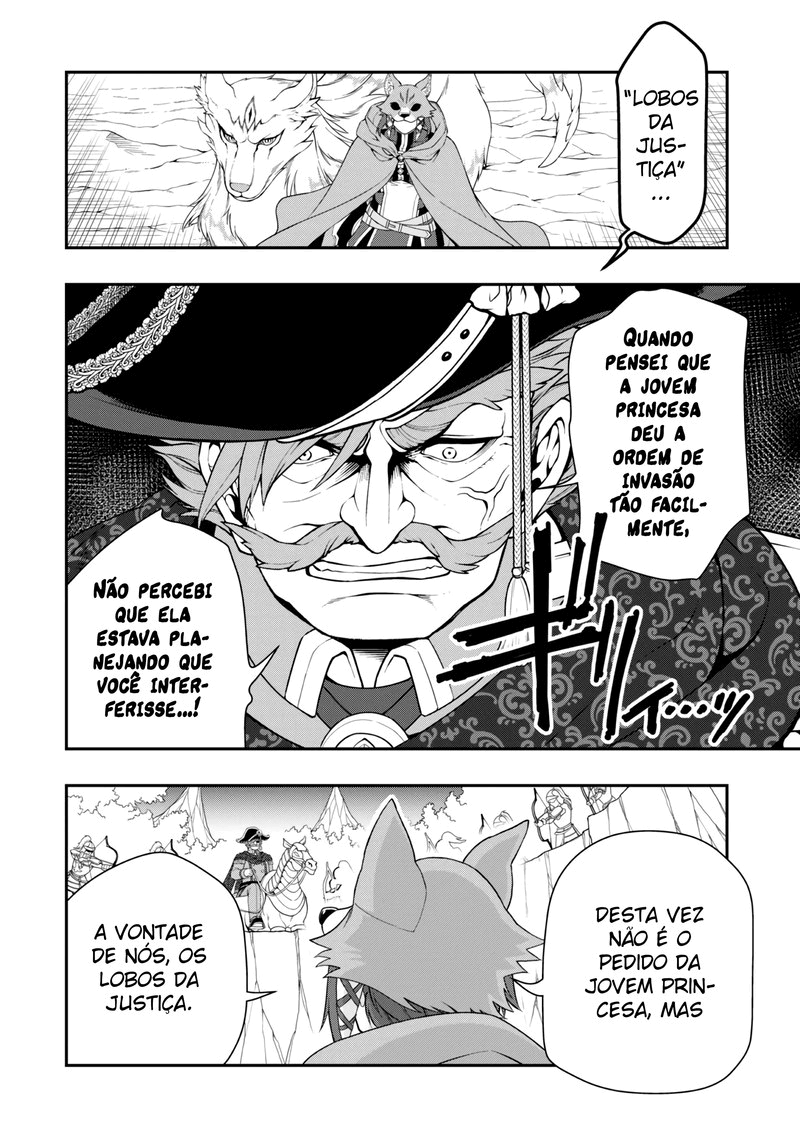 "LOBOS
DA
JUS-
TIÇA"
...
QUANDO
PENSEI QUE
A JOVEM
PRINCESA
DEU A
ORDEM DE
INVASÃO
TÃO FACIL-
MENTE,
NÃO PERCEBI
QUE ELA
ESTAVA PLA-
NEJANDO QUE
VOCÊ INTER-
FERISSE...!
ギ
イ…ッ
DESTA VEZ
NÃO É O
PEDIDO DA
JOVEM PRIN-
CESA, MAS
A VONTADE
DE NÓS, OS
LOBOS DA
JUSTIÇA.